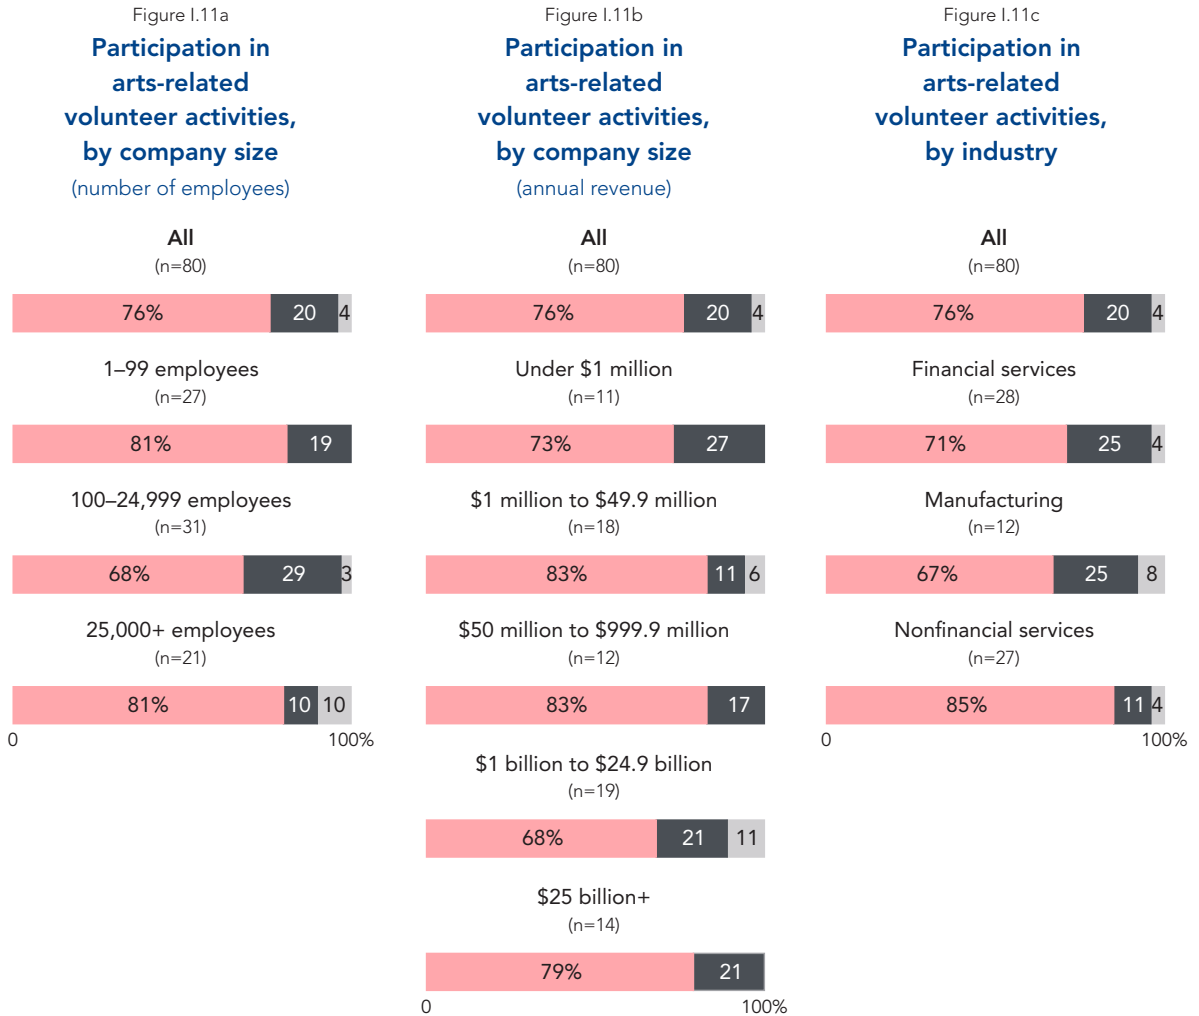 Figure I.11a
Participation in
arts-related
volunteer activities,
by company size
(number of employees)
All
(n=80)
76% 20 4
1–99 employees
(n=27)
81% 19
100–24,999 employees
(n=31)
68% 29 3
25,000+ employees
(n=21)
81% 10 10
0 100%
Figure I.11b
Participation in
arts-related
volunteer activities,
by company size
(annual revenue)
All
(n=80)
76% 20 4
Under $1 million
(n=11)
73% 27
$1 million to $49.9 million
(n=18)
83% 11 6
$50 million to $999.9 million
(n=12)
83% 17
$1 billion to $24.9 billion
(n=19)
68% 21 11
$25 billion+
(n=14)
79% 21
0 100%
Figure I.11c
Participation in
arts-related
volunteer activities,
by industry
All
(n=80)
76% 20 4
Financial services
(n=28)
71% 25 4
Manufacturing
(n=12)
67% 25 8
Nonfinancial services
(n=27)
85% 11 4
0 100%